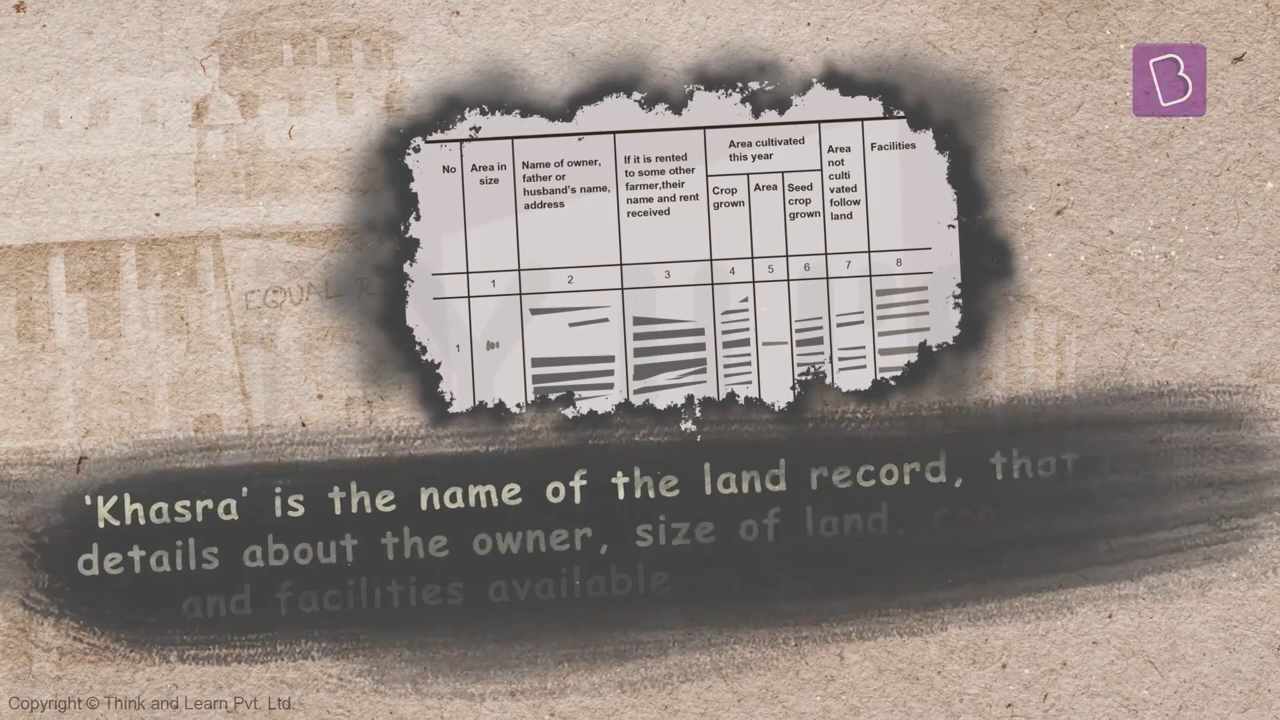 No
Area in
size
Name of owner,
father or
husband's name,
address
If it is rented
to some other
farmer,their
name and rent
received
Area cultivated
this year
Crop
grown
Area
Seed
crop
grown
Area
not
culti
vated
follow
land
Facilities
1 2 3 4 5 6 7 8
1
EQUAL
'Khasra' is the name of the land record, that
details about the owner, size of land,
and facilities available
B
Copyright © Think and Learn Pvt. Ltd.